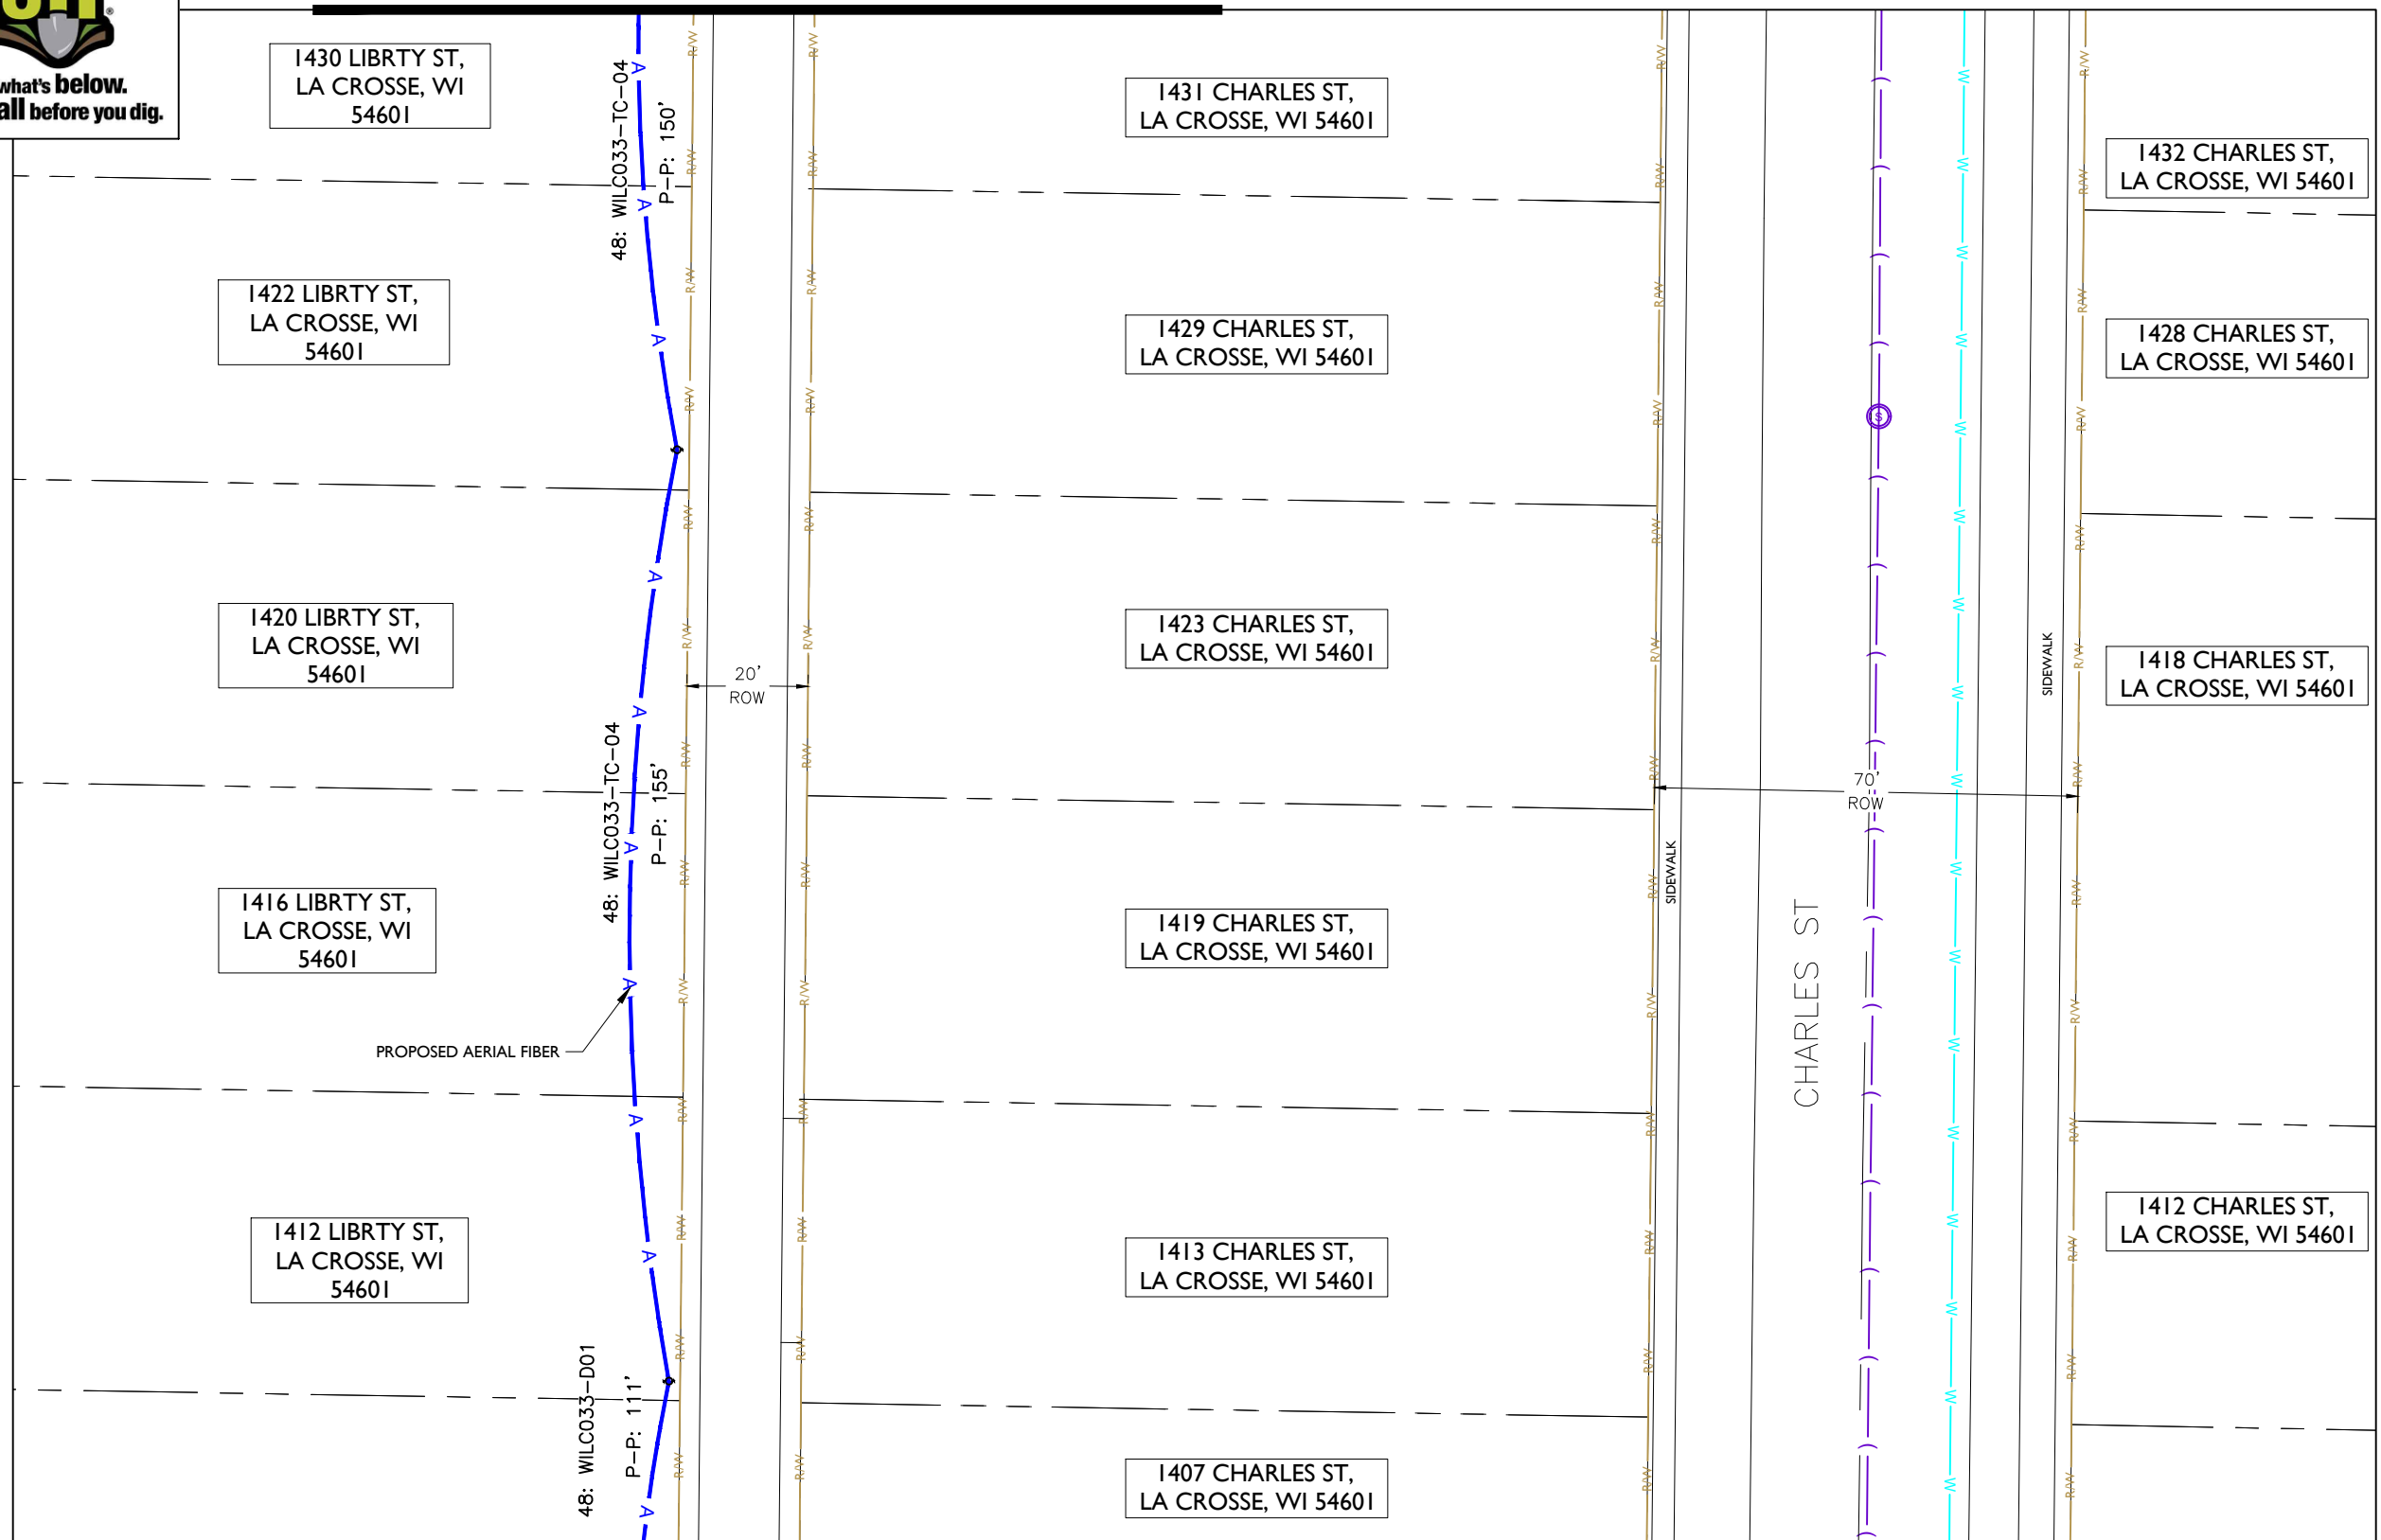 what's below.
before you dig.
1430 LIBRTY ST,
LA CROSSE, WI
54601
48: WILC033-TC-04
P-P: 150'
1431 CHARLES ST,
LA CROSSE, WI 54601
1432 CHARLES ST,
LA CROSSE, WI 54601
1422 LIBRTY ST,
LA CROSSE, WI
54601
1429 CHARLES ST,
LA CROSSE, WI 54601
1428 CHARLES ST,
LA CROSSE, WI 54601
S
1420 LIBRTY ST,
LA CROSSE, WI
54601
20'
ROW
1423 CHARLES ST,
LA CROSSE, WI 54601
SIDEWALK
1418 CHARLES ST,
LA CROSSE, WI 54601
48: WILC033-TC-04
P-P: 155'
70'
ROW
SIDEWALK
1416 LIBRTY ST,
LA CROSSE, WI
54601
1419 CHARLES ST,
LA CROSSE, WI 54601
CHARLES ST
PROPOSED AERIAL FIBER
1412 LIBRTY ST,
LA CROSSE, WI
54601
1413 CHARLES ST,
LA CROSSE, WI 54601
1412 CHARLES ST,
LA CROSSE, WI 54601
48: WILC033-D01
P-P: 111'
1407 CHARLES ST,
LA CROSSE, WI 54601
R/W
A
W